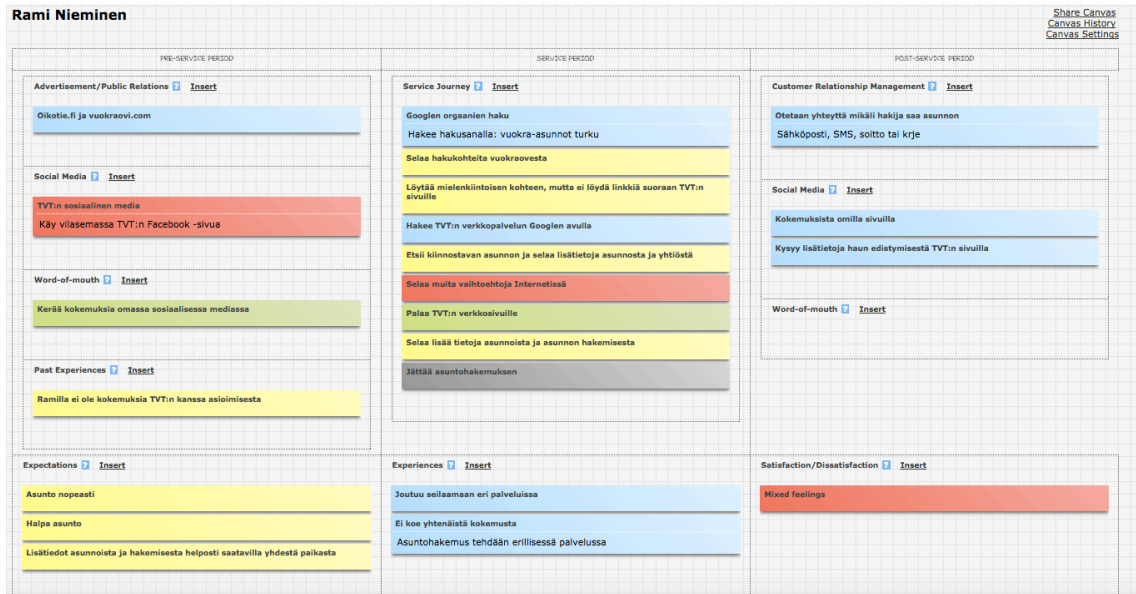 Rami Nieminen
Share Canvas
Canvas History
Canvas Settings
PRE-SERVICE PERIOD
SERVICE PERIOD
POST-SERVICE PERIOD
Advertisement/Public Relations ? Insert
Oikotie.fi ja vuokraovi.com
Social Media ? Insert
TVT:n sosiaalinen media
Käy vilasemassa TVT:n Facebook -sivua
Word-of-mouth ? Insert
Kerää kokemuksia omassa sosiaalisessa mediassa
Past Experiences ? Insert
Ramilla ei ole kokemuksia TVT:n kanssa asioimisesta
Service Journey ? Insert
Googlen orgaanien haku
Hakee hakusanalla: vuokra-asunnot turku
Selaa hakukohteita vuokraovesta
Löytää mielenkiintoisen kohteen, mutta ei löydä linkkiä suoraan TVT:n
sivuille
Hakee TVT:n verkkopalvelun Googlen avulla
Etsii kiinnostavan asunnon ja selaa lisätietoja asunnosta ja yhtiöstä
Selaa muita vaihtoehtoja Internetissä
Palaa TVT:n verkkosivuille
Selaa lisää tietoja asunnoista ja asunnon hakemisesta
Jättää asuntohakemuksen
Customer Relationship Management ? Insert
Otetaan yhteyttä mikäli hakija saa asunnon
Sähköposti, SMS, soitto tai krje
Social Media ? Insert
Kokemuksista omilla sivuilla
Kysyy lisätietoja haun edistymisestä TVT:n sivuilla
Word-of-mouth ? Insert
Expectations ? Insert
Asunto nopeasti
Halpa asunto
Lisätiedot asunnoista ja hakemisesta helposti saatavilla yhdestä paikasta
Experiences ? Insert
Joutuu seilaamaan eri palveluissa
Ei koe yhtenäistä kokemusta
Asuntohakemus tehdään erillisessä palvelussa
Satisfaction/Dissatisfaction ? Insert
Mixed feelings